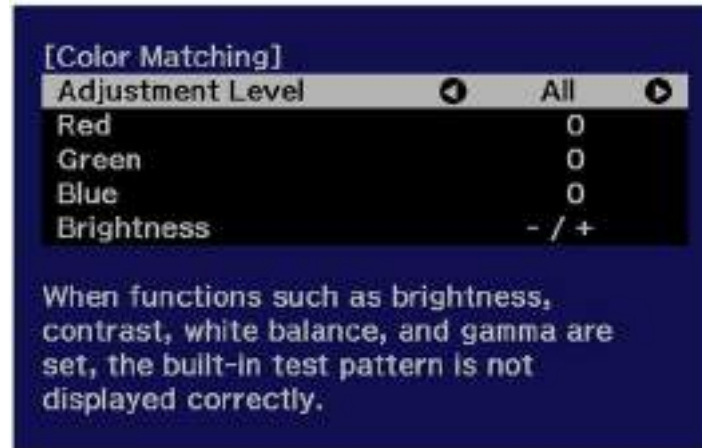 [Color Matching]
Adjustment Level All
Red 0
Green 0
Blue 0
Brightness - / +
When functions such as brightness,
contrast, white balance, and gamma are
set, the built-in test pattern is not
displayed correctly.